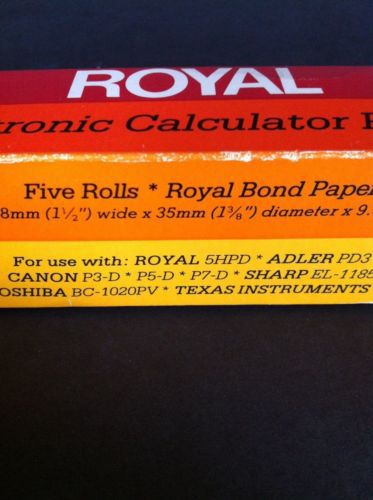 ROYAL
tronic Calculator P
Five Rolls * Royal Bond Paper
8mm (1½") wide x 35mm (1⅜") diameter x 9.
For use with: ROYAL 5HPD * ADLER PD3
CANON P3-D * P5-D * P7-D * SHARP EL-1185
OSHIBA BC-1020PV * TEXAS INSTRUMENTS